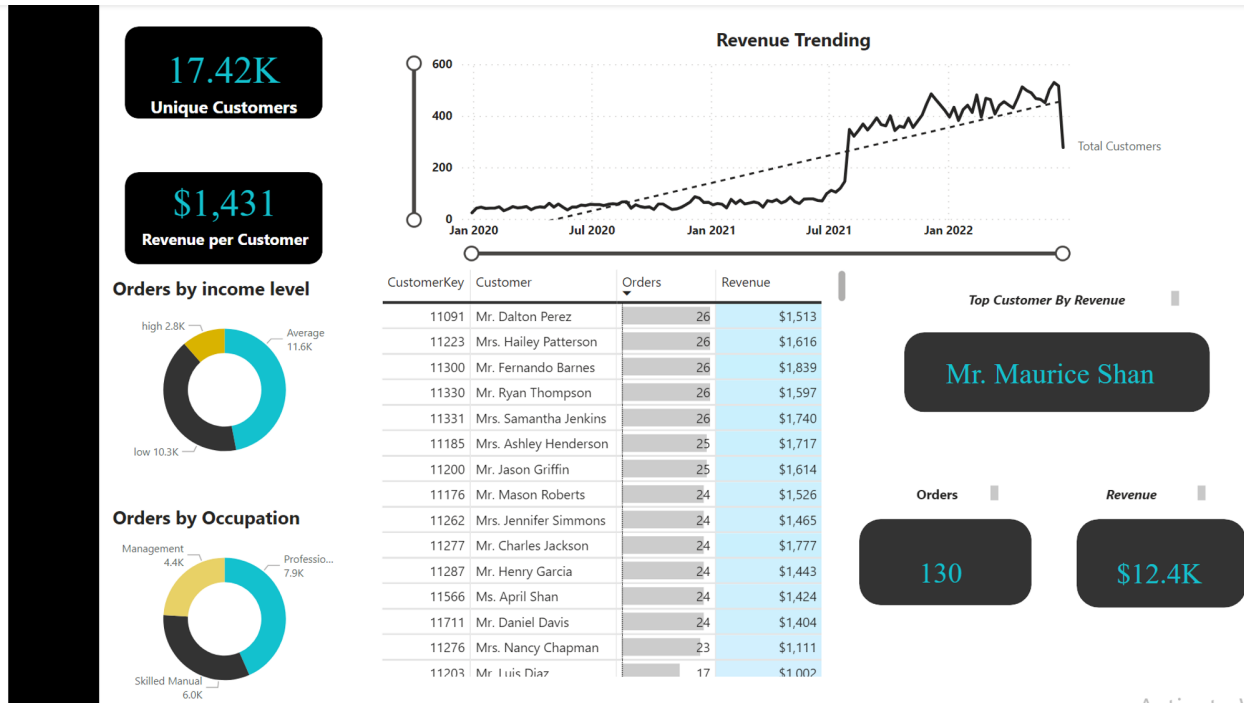 17.42K
Unique Customers
$1,431
Revenue per Customer
Orders by income level
high 2.8K
Average
11.6K
low 10.3K
Orders by Occupation
Management
4.4K
Professio...
7.9K
Skilled Manual
6.0K
Revenue Trending
600
400
200
0
Jan 2020 Jul 2020 Jan 2021 Jul 2021 Jan 2022
Total Customers
CustomerKey Customer Orders Revenue
11091 Mr. Dalton Perez 26 $1,513
11223 Mrs. Hailey Patterson 26 $1,616
11300 Mr. Fernando Barnes 26 $1,839
11330 Mr. Ryan Thompson 26 $1,597
11331 Mrs. Samantha Jenkins 26 $1,740
11185 Mrs. Ashley Henderson 25 $1,717
11200 Mr. Jason Griffin 25 $1,614
11176 Mr. Mason Roberts 24 $1,526
11262 Mrs. Jennifer Simmons 24 $1,465
11277 Mr. Charles Jackson 24 $1,777
11287 Mr. Henry Garcia 24 $1,443
11566 Ms. April Shan 24 $1,424
11711 Mr. Daniel Davis 24 $1,404
11276 Mrs. Nancy Chapman 23 $1,111
11203 Mr. Luis Diaz 17 $1,002
Top Customer By Revenue
Mr. Maurice Shan
Orders
130
Revenue
$12.4K